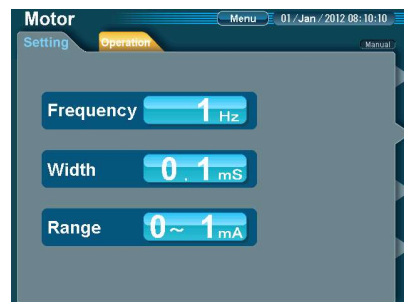 Motor Menu 01/Jan/2012 08:10:10
Setting Operation Manual
Frequency 1 Hz
Width 0.1 mS
Range 0~ 1 mA